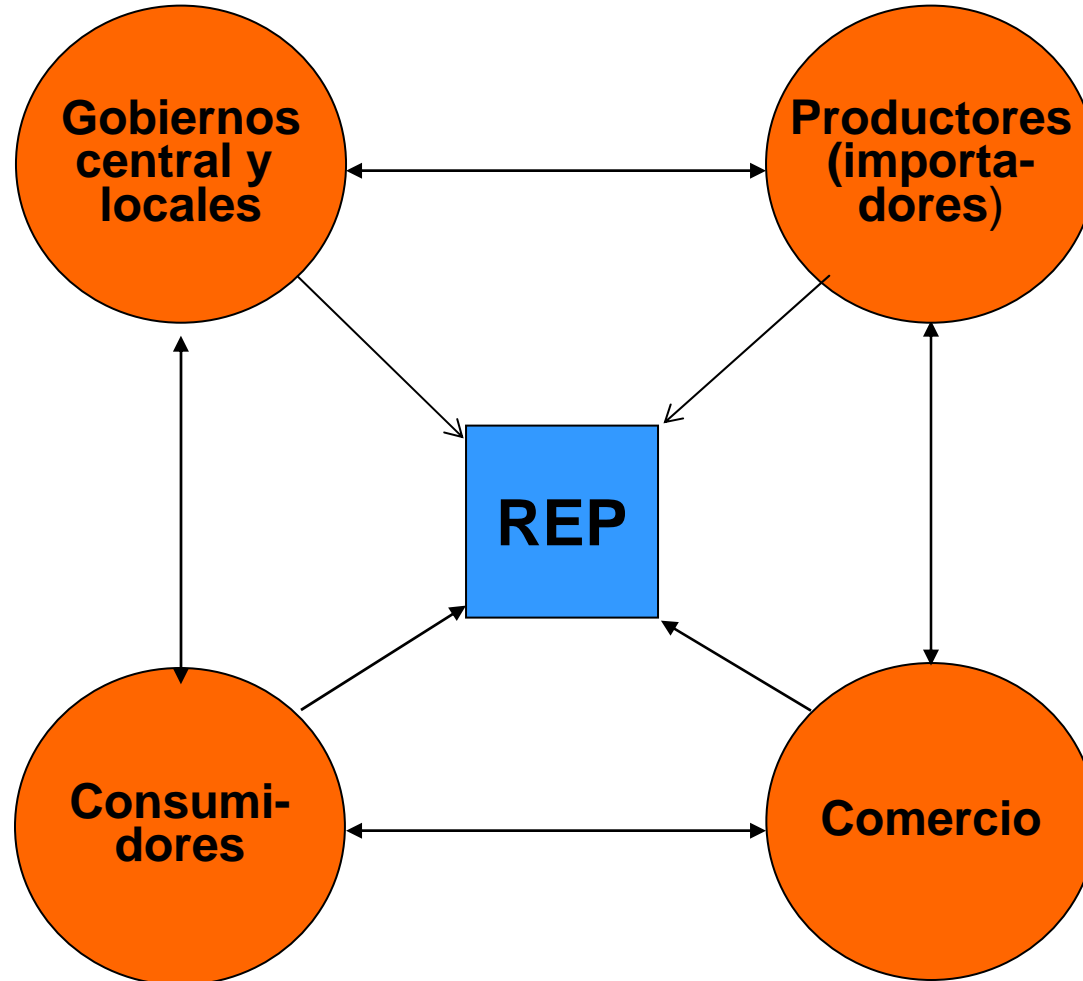 Gobiernos
central y
locales
Productores
(importa-
dores)
REP
Consumi-
dores
Comercio